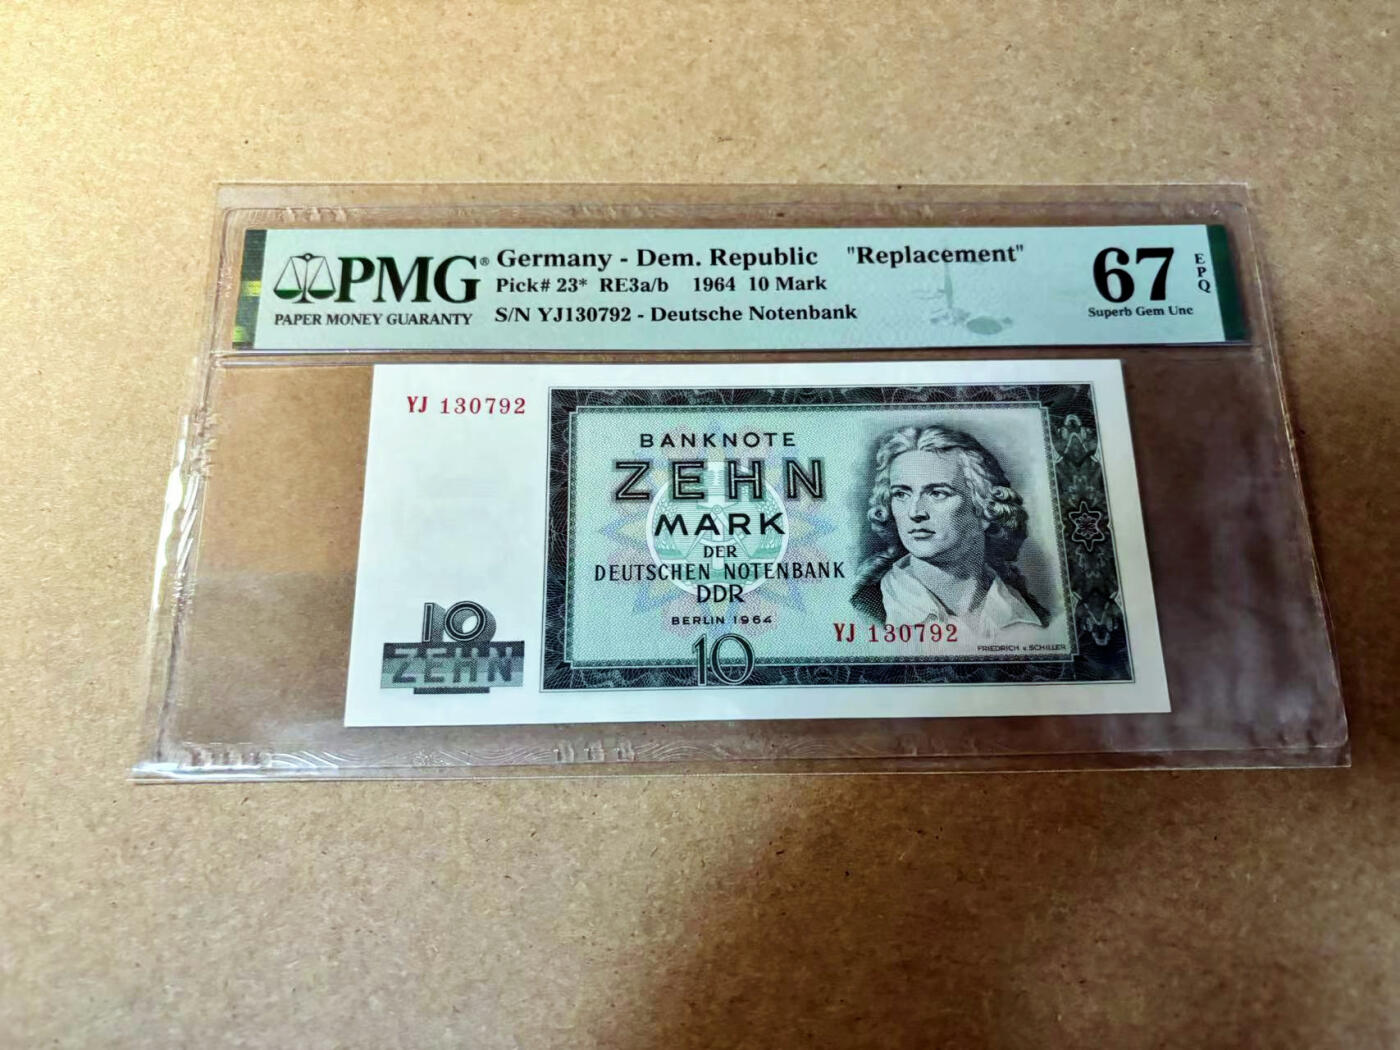 PMG®
PAPER MONEY GUARANTY
Germany - Dem. Republic "Replacement"
Pick# 23* RE3a/b 1964 10 Mark
S/N YJ130792 - Deutsche Notenbank
67
EPQ
Superb Gem Unc
YJ 130792
BANKNOTE
ZEHN
MARK
DER
DEUTSCHEN NOTENBANK
DDR
BERLIN 1964
10
YJ 130792
FRIEDRICH v. SCHILLER
10
ZEHN